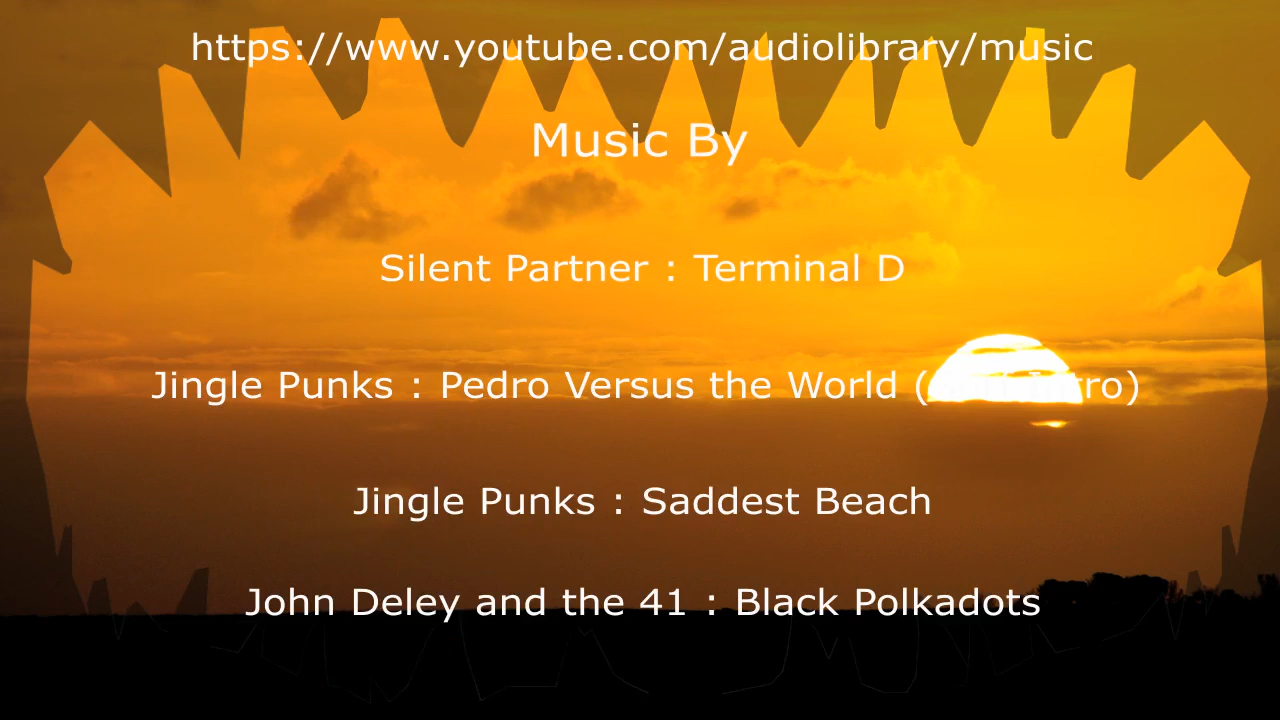 https://www.youtube.com/audiolibrary/music
Music By
Silent Partner : Terminal D
Jingle Punks : Pedro Versus the World (
Jingle Punks : Saddest Beach
John Deley and the 41 : Black Polkadots